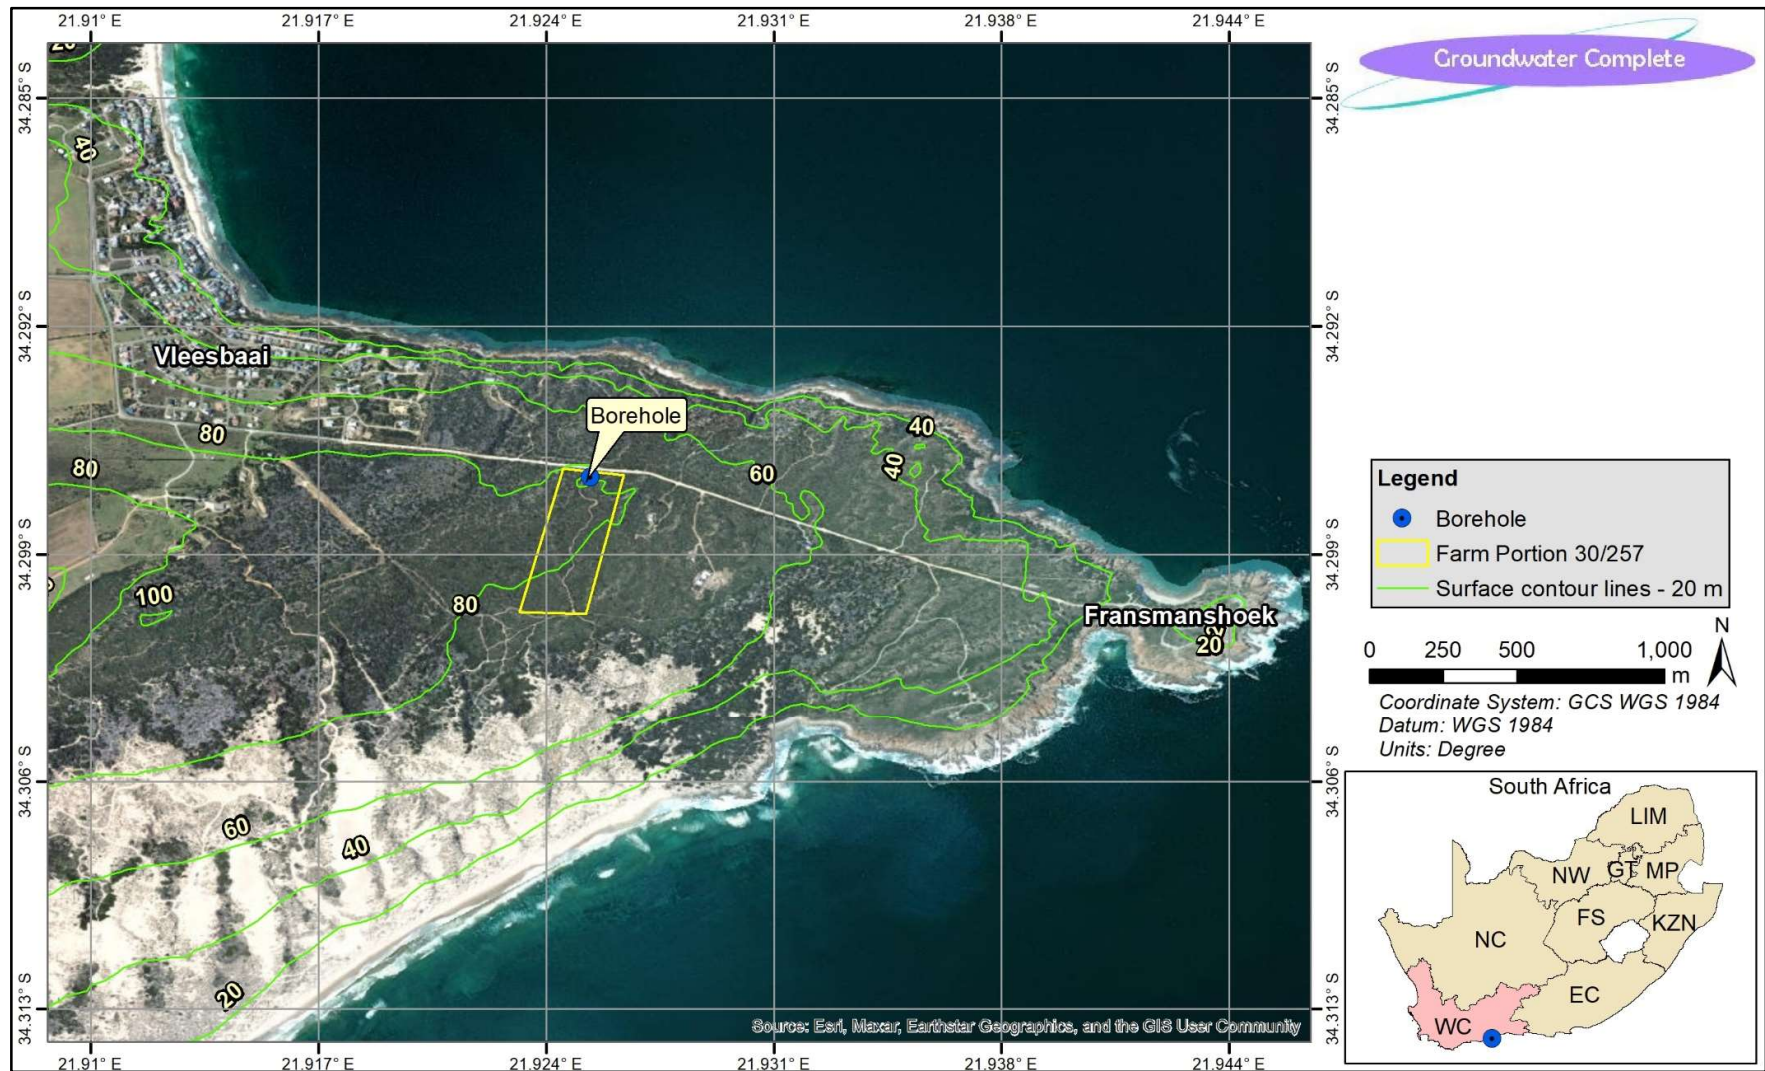 21.91° E
21.917° E
21.924° E
21.931° E
21.938° E
21.944° E
Groundwater Complete
20
34.285° S
34.285° S
40
34.292° S
34.292° S
Vleesbaai
Borehole
80
40
80
60
40
34.299° S
34.299° S
100
80
Fransmanshoek
20
34.306° S
34.306° S
60
40
20
34.313° S
34.313° S
Source: Esri, Maxar, Earthstar Geographics, and the GIS User Community
21.91° E
21.917° E
21.924° E
21.931° E
21.938° E
21.944° E
Legend
Borehole
Farm Portion 30/257
Surface contour lines - 20 m
N
0 250 500 1,000
m
Coordinate System: GCS WGS 1984
Datum: WGS 1984
Units: Degree
South Africa
LIM
NW
GT
MP
FS
KZN
NC
EC
WC